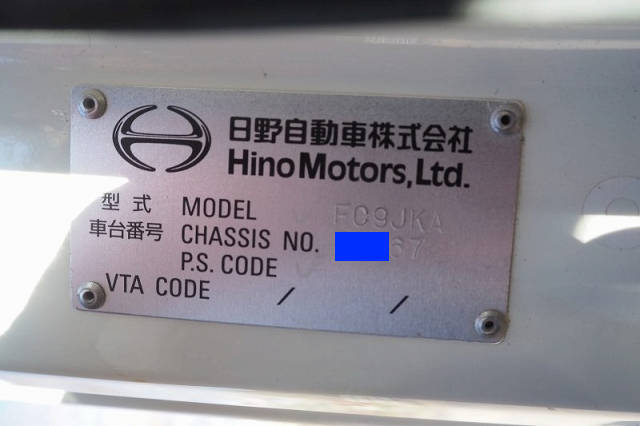 日野自動車株式会社
Hino Motors, Ltd.
型式 MODEL FC9JKA
車台番号 CHASSIS NO. 67
P.S. CODE
VTA CODE / /